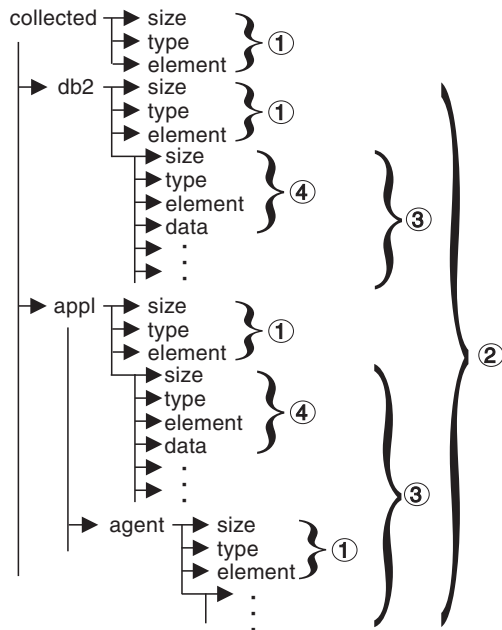 collected size
type
element ①
db2 size
type
element ①
size
type
element
data ④ ③
appl size
type
element ① ②
size
type
element
data ④
③
agent size
type
element ①